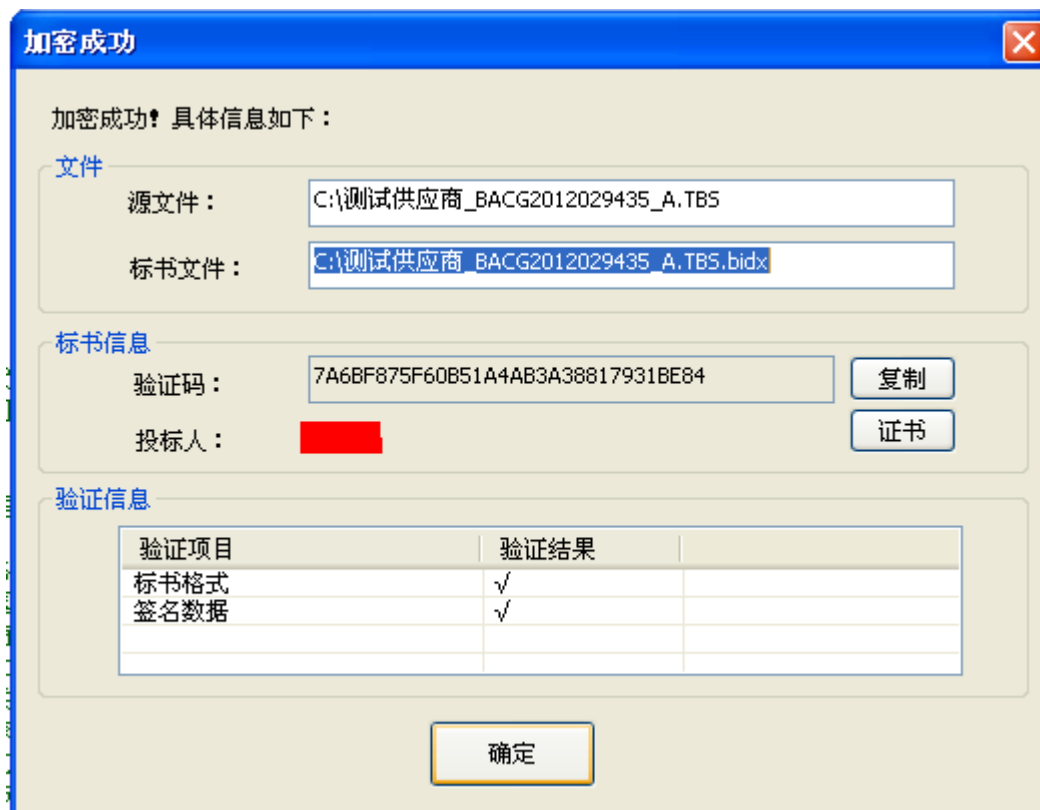 加密成功
加密成功！具体信息如下：
文件
源文件：
C:\测试供应商_BACG2012029435_A.TBS
标书文件：
C:\测试供应商_BACG2012029435_A.TBS.bidx
标书信息
验证码：
7A6BF875F60B51A4AB3A38817931BE84
复制
投标人：
证书
验证信息
验证项目 验证结果
标书格式 √
签名数据 √
确定